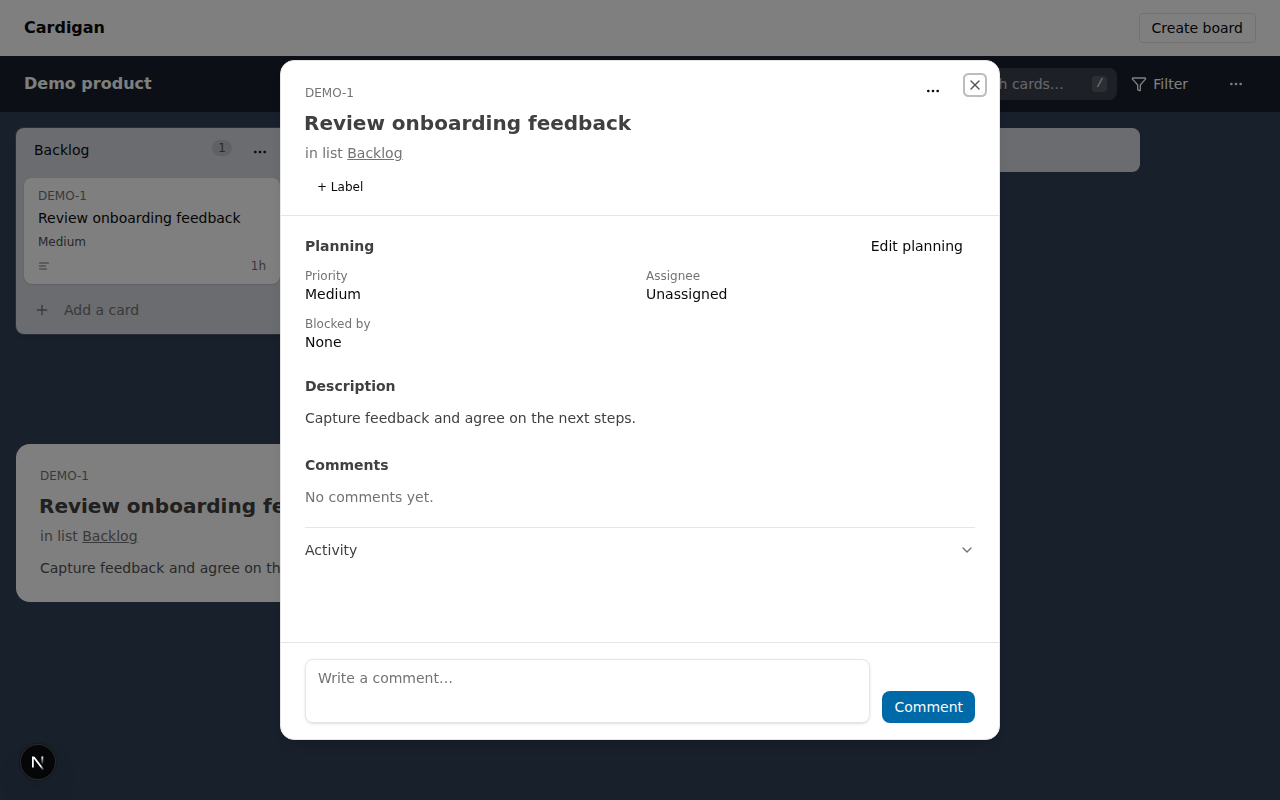 Cardigan
Create board
Demo product
h cards...
/
Filter
Backlog
1
DEMO-1
Review onboarding feedback
Medium
1h
Add a card
DEMO-1
Review onboarding fe
in list Backlog
Capture feedback and agree on th
DEMO-1
Review onboarding feedback
in list Backlog
+ Label
Planning
Edit planning
Priority
Assignee
Medium
Unassigned
Blocked by
None
Description
Capture feedback and agree on the next steps.
Comments
No comments yet.
Activity
Write a comment...
Comment
N